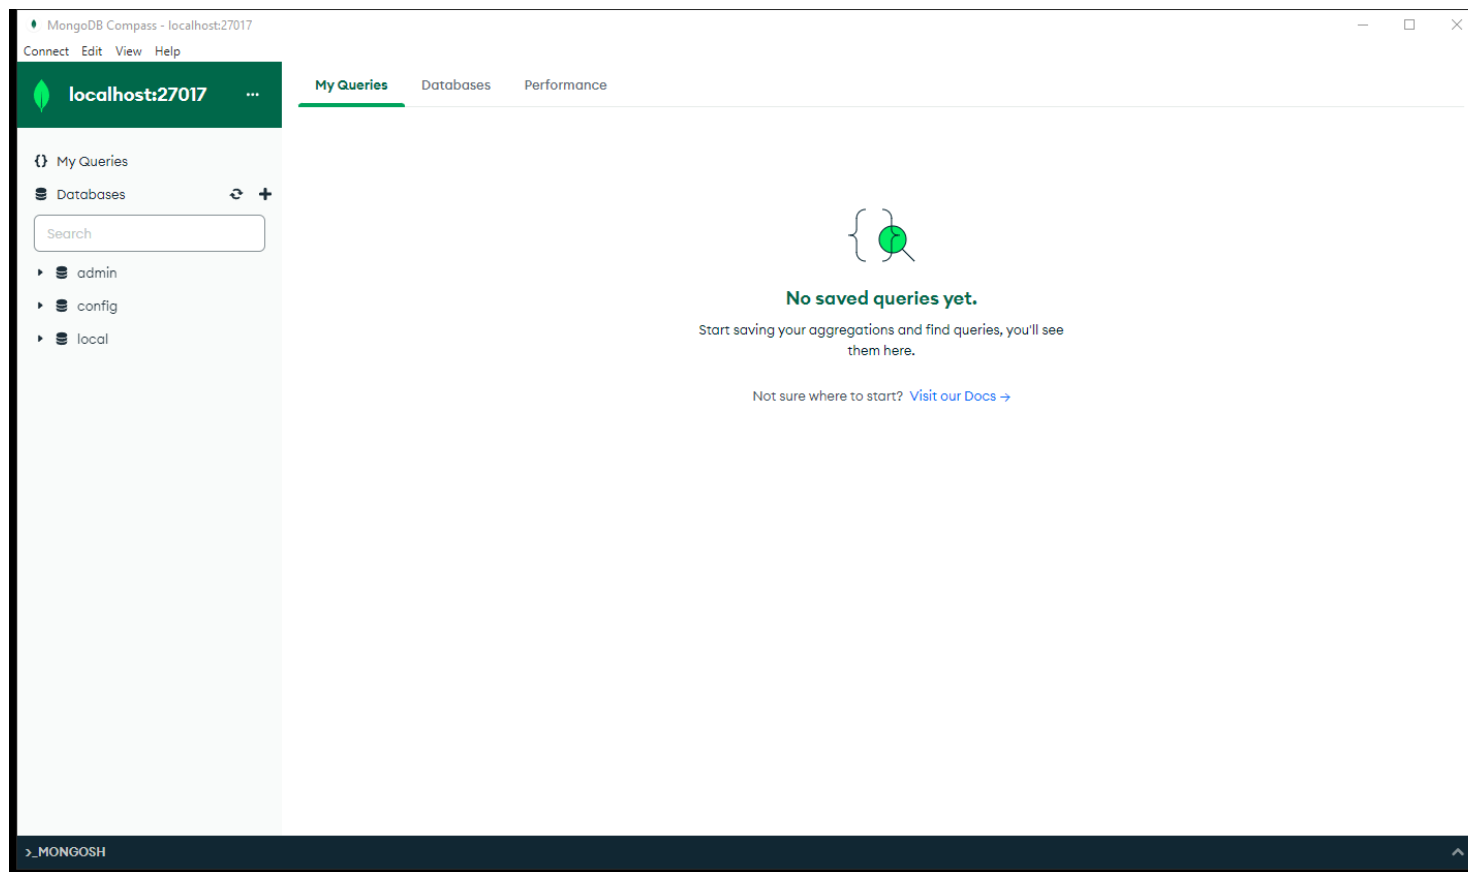 MongoDB Compass - localhost:27017
Connect Edit View Help
localhost:27017 ...
My Queries Databases Performance
{} My Queries
Databases
Search
admin
config
local
No saved queries yet.
Start saving your aggregations and find queries, you'll see
them here.
Not sure where to start? Visit our Docs →
>_MONGOSH